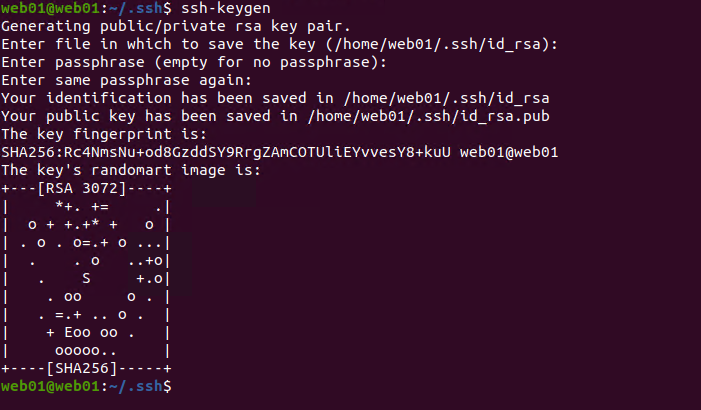 web01@web01:~/.ssh$ ssh-keygen
Generating public/private rsa key pair.
Enter file in which to save the key (/home/web01/.ssh/id_rsa):
Enter passphrase (empty for no passphrase):
Enter same passphrase again:
Your identification has been saved in /home/web01/.ssh/id_rsa
Your public key has been saved in /home/web01/.ssh/id_rsa.pub
The key fingerprint is:
SHA256:Rc4NmsNu+od8GzddSY9RrgZAmCOTUliEYvvesY8+kuU web01@web01
The key's randomart image is:
+---[RSA 3072]----+
|     *+. +=     .|
|  o + +.+* +   o |
| . o . o=.+ o ...|
|  .    . o   ..+o|
|   .    S     +.o|
|    . oo     o . |
|   . =.+ .. o .  |
|    + Eoo oo .   |
|     ooooo..     |
+----[SHA256]-----+
web01@web01:~/.ssh$